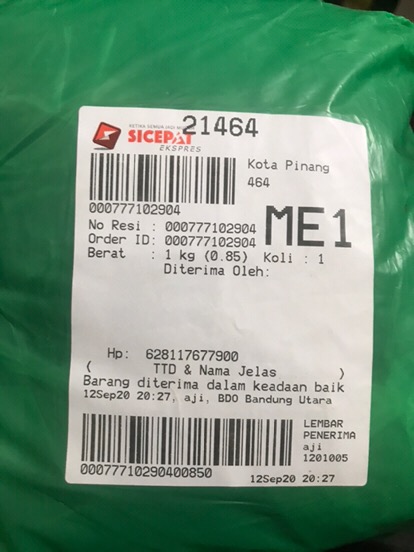 21464
SICEPAT
EKSPRES
Kota Pinang
464
000777102904
No Resi : 000777102904
ME1
Order ID: 000777102904
Berat : 1 kg (0.85) Koli : 1
Diterima Oleh:
Hp: 628117677900
( TTD & Nama Jelas )
Barang diterima dalam keadaan baik
12Sep20 20:27, aji, BDO Bandung Utara
LEMBAR
PENERIMA
aji
1201005
00077710290400850
12Sep20 20:27